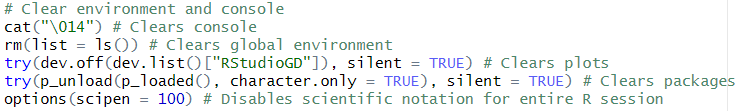 # Clear environment and console
cat("\014") # Clears console
rm(list = ls()) # Clears global environment
try(dev.off(dev.list()["RStudioGD"]), silent = TRUE) # Clears plots
try(p_unload(p_loaded(), character.only = TRUE), silent = TRUE) # Clears packages
options(scipen = 100) # Disables scientific notation for entire R session